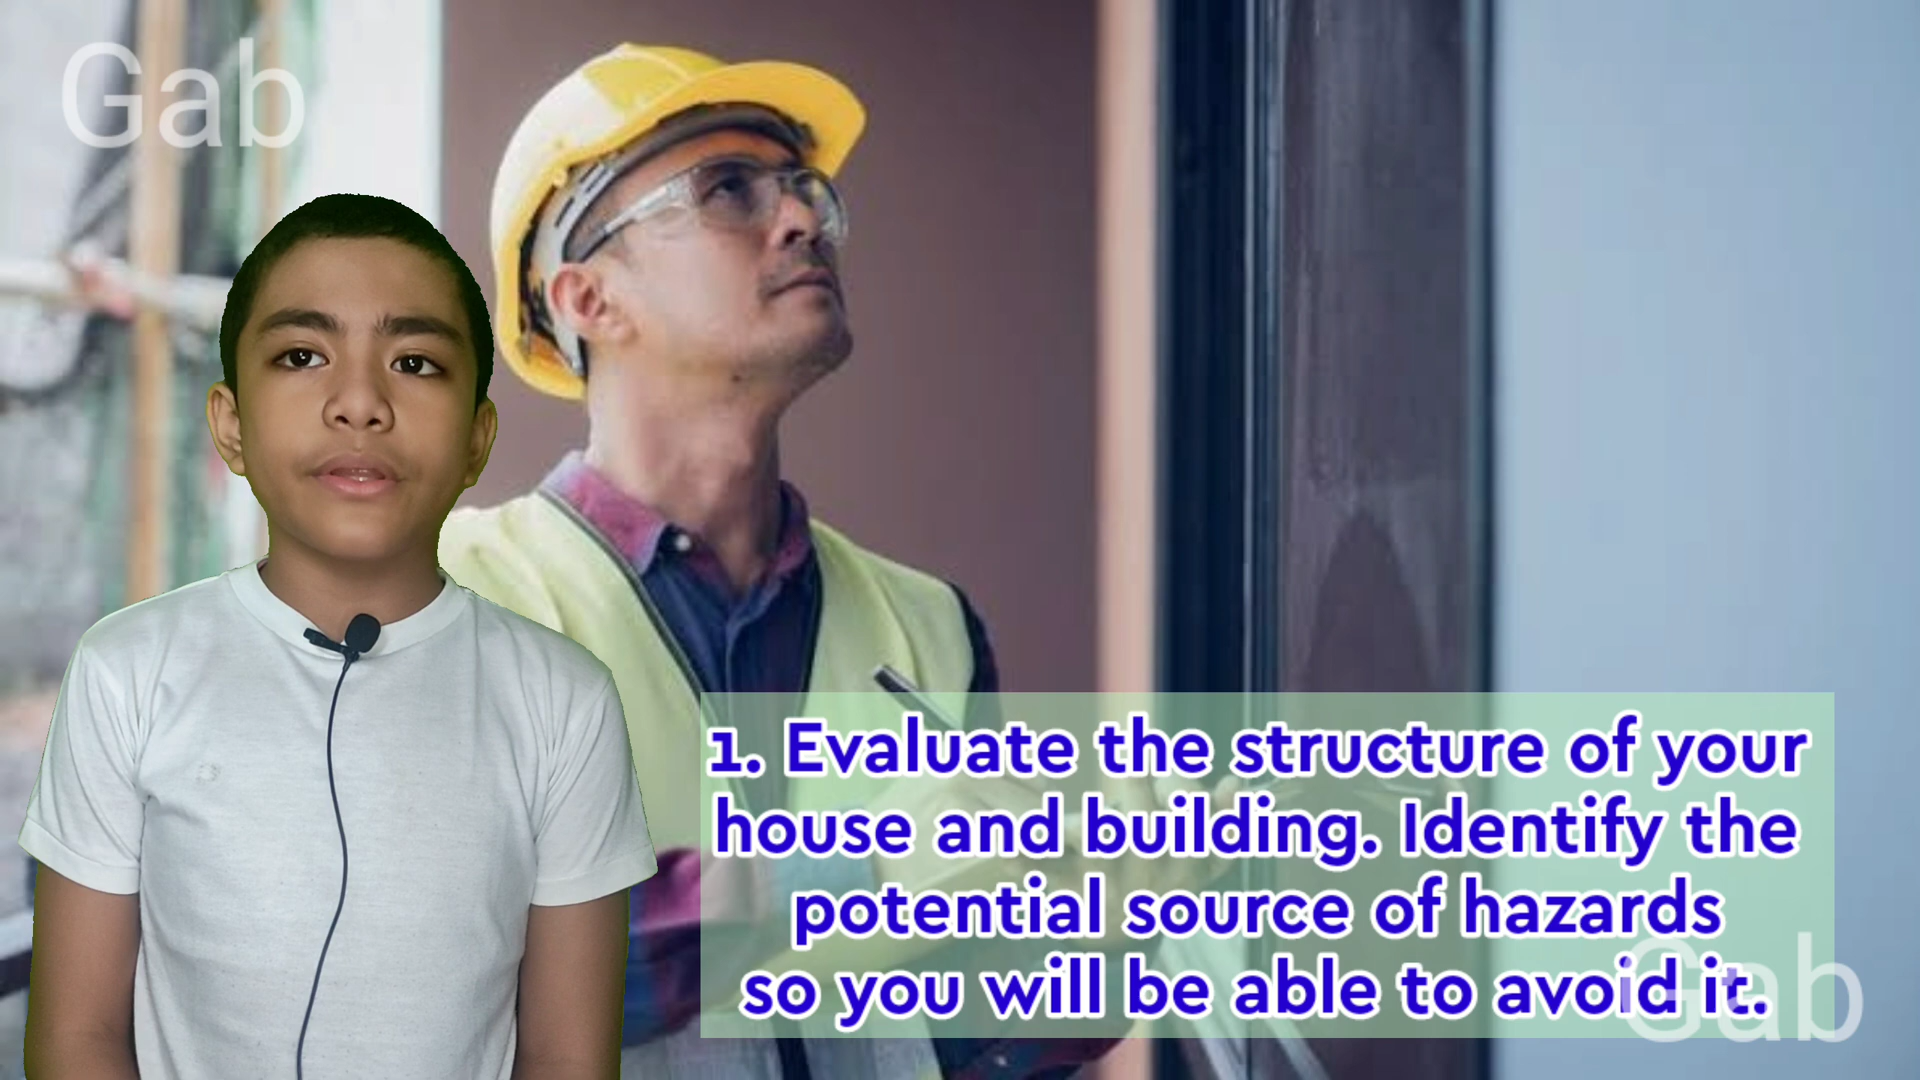 Gab
1. Evaluate the structure of your
house and building. Identify the
potential source of hazards
so you will be able to avoid it.
Gab